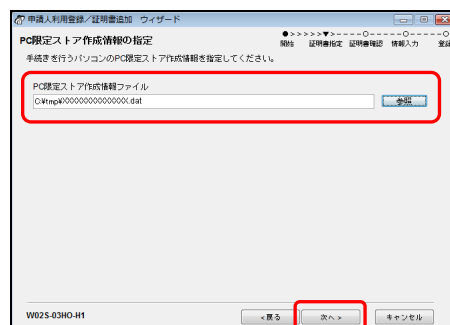 申請人利用登録／証明書追加 ウィザード
PC限定ストア作成情報の指定
●>>>>>▼>----○-----○-----○
開始 証明書指定 証明書確認 情報入力 登録
手続きを行うパソコンのPC限定ストア作成情報を指定してください。
PC限定ストア作成情報ファイル
参照
W02S-03HO-H1
<戻る
次へ>
キャンセル